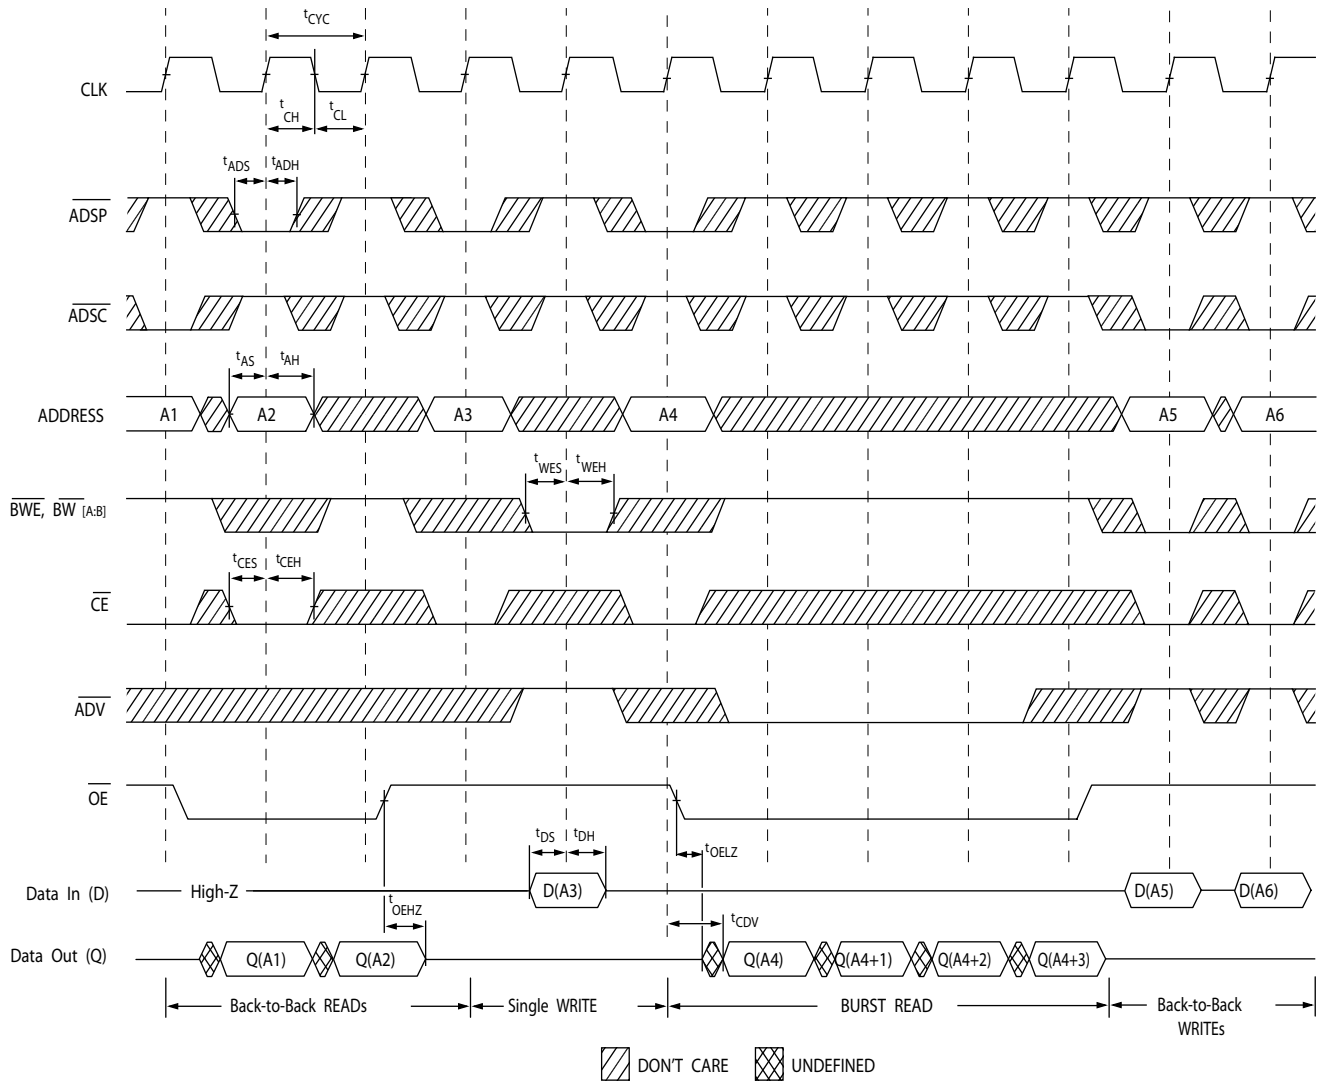 tCYC
CLK
tCH tCL
tADS tADH
ADSP
ADSC
tAS tAH
ADDRESS A1 A2 A3 A4 A5 A6
tWES tWEH
BWE, BW [A:B]
tCES tCEH
CE
ADV
OE
tDS tDH tOELZ
Data In (D) High-Z D(A3) D(A5) D(A6)
tOEHZ tCDV
Data Out (Q) Q(A1) Q(A2) Q(A4) Q(A4+1) Q(A4+2) Q(A4+3)
Back-to-Back READs Single WRITE BURST READ Back-to-Back
WRITEs
DON'T CARE UNDEFINED